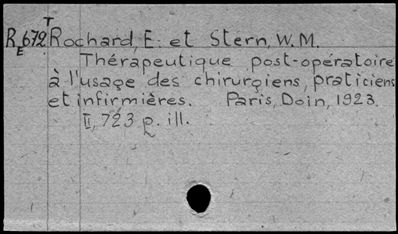 T
R 672 Rochard, E. et Stern, W.M.
E
Thérapeutique post-opératoire
à l'usage des chirurgiens, praticiens
et infirmières. Paris, Doin, 1923.
II, 723 p. ill.